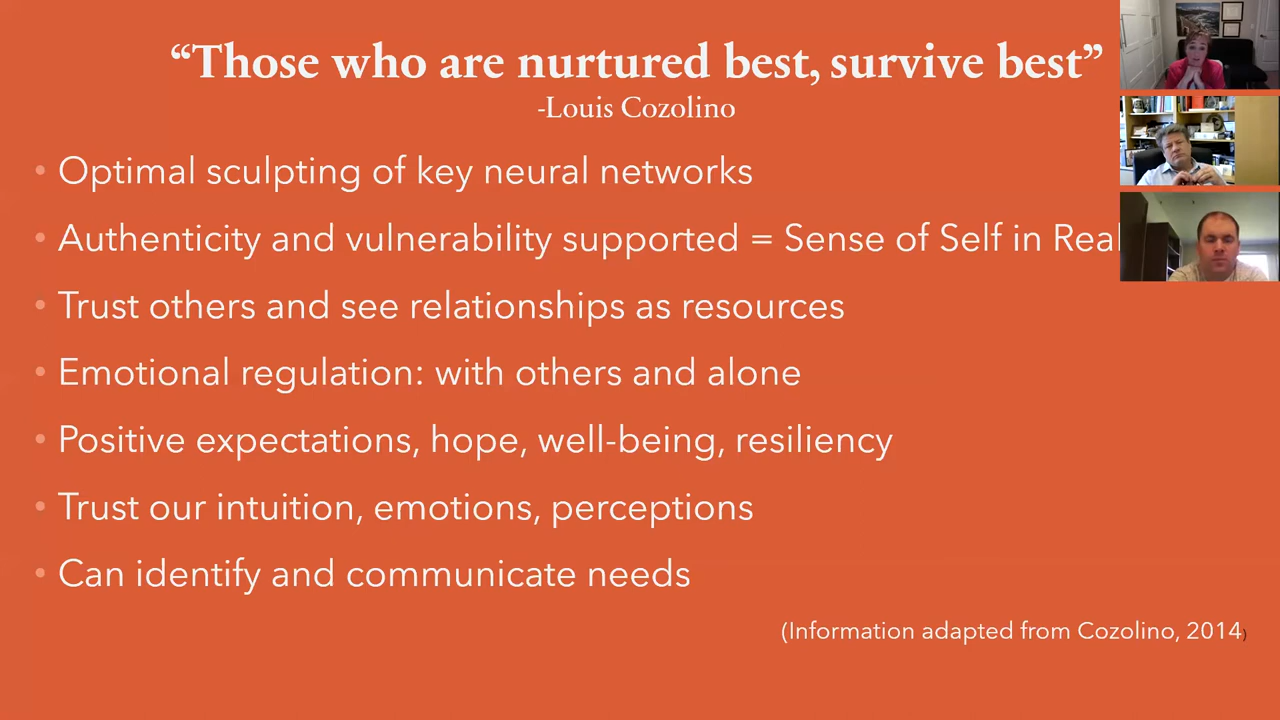 “Those who are nurtured best, survive best”
-Louis Cozolino
• Optimal sculpting of key neural networks
• Authenticity and vulnerability supported = Sense of Self in Real
• Trust others and see relationships as resources
• Emotional regulation: with others and alone
• Positive expectations, hope, well-being, resiliency
• Trust our intuition, emotions, perceptions
• Can identify and communicate needs
(Information adapted from Cozolino, 2014)